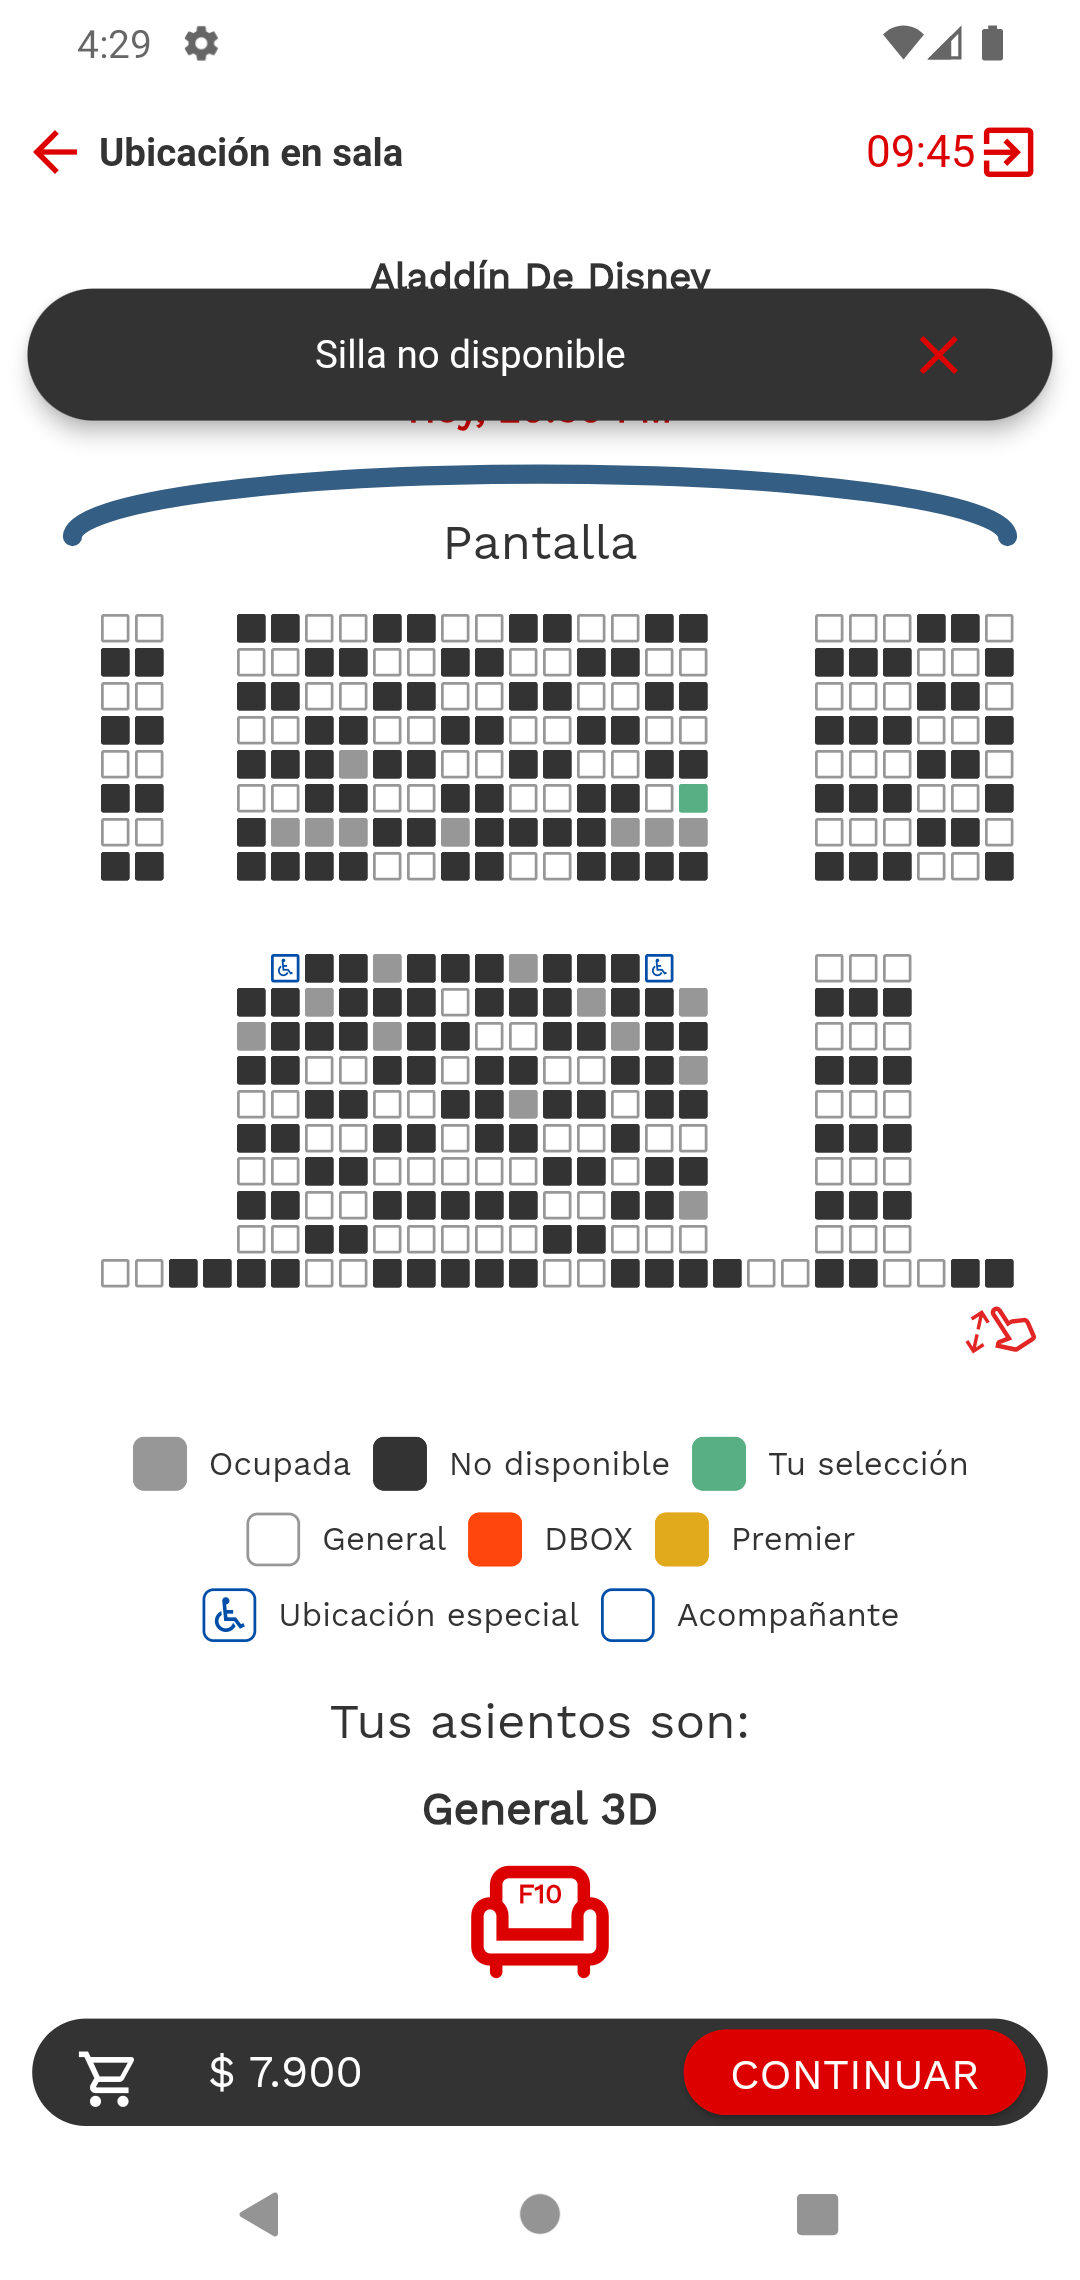 4:29
Ubicación en sala
09:45
Aladdín De Disney
Silla no disponible
Pantalla
Ocupada
No disponible
Tu selección
General
DBOX
Premier
Ubicación especial
Acompañante
Tus asientos son:
General 3D
F10
$ 7.900
CONTINUAR